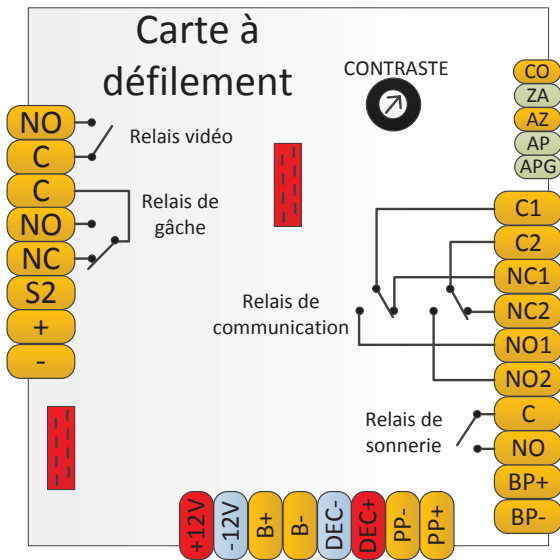 Carte à
défilement
CONTRASTE
NO
C
C
NO
NC
S2
+
-
Relais vidéo
Relais de
gâche
CO
ZA
AZ
AP
APG
C1
C2
NC1
NC2
NO1
NO2
C
NO
BP+
BP-
Relais de
communication
Relais de
sonnerie
+12V
-12V
B+
B-
DEC-
DEC+
PP-
PP+